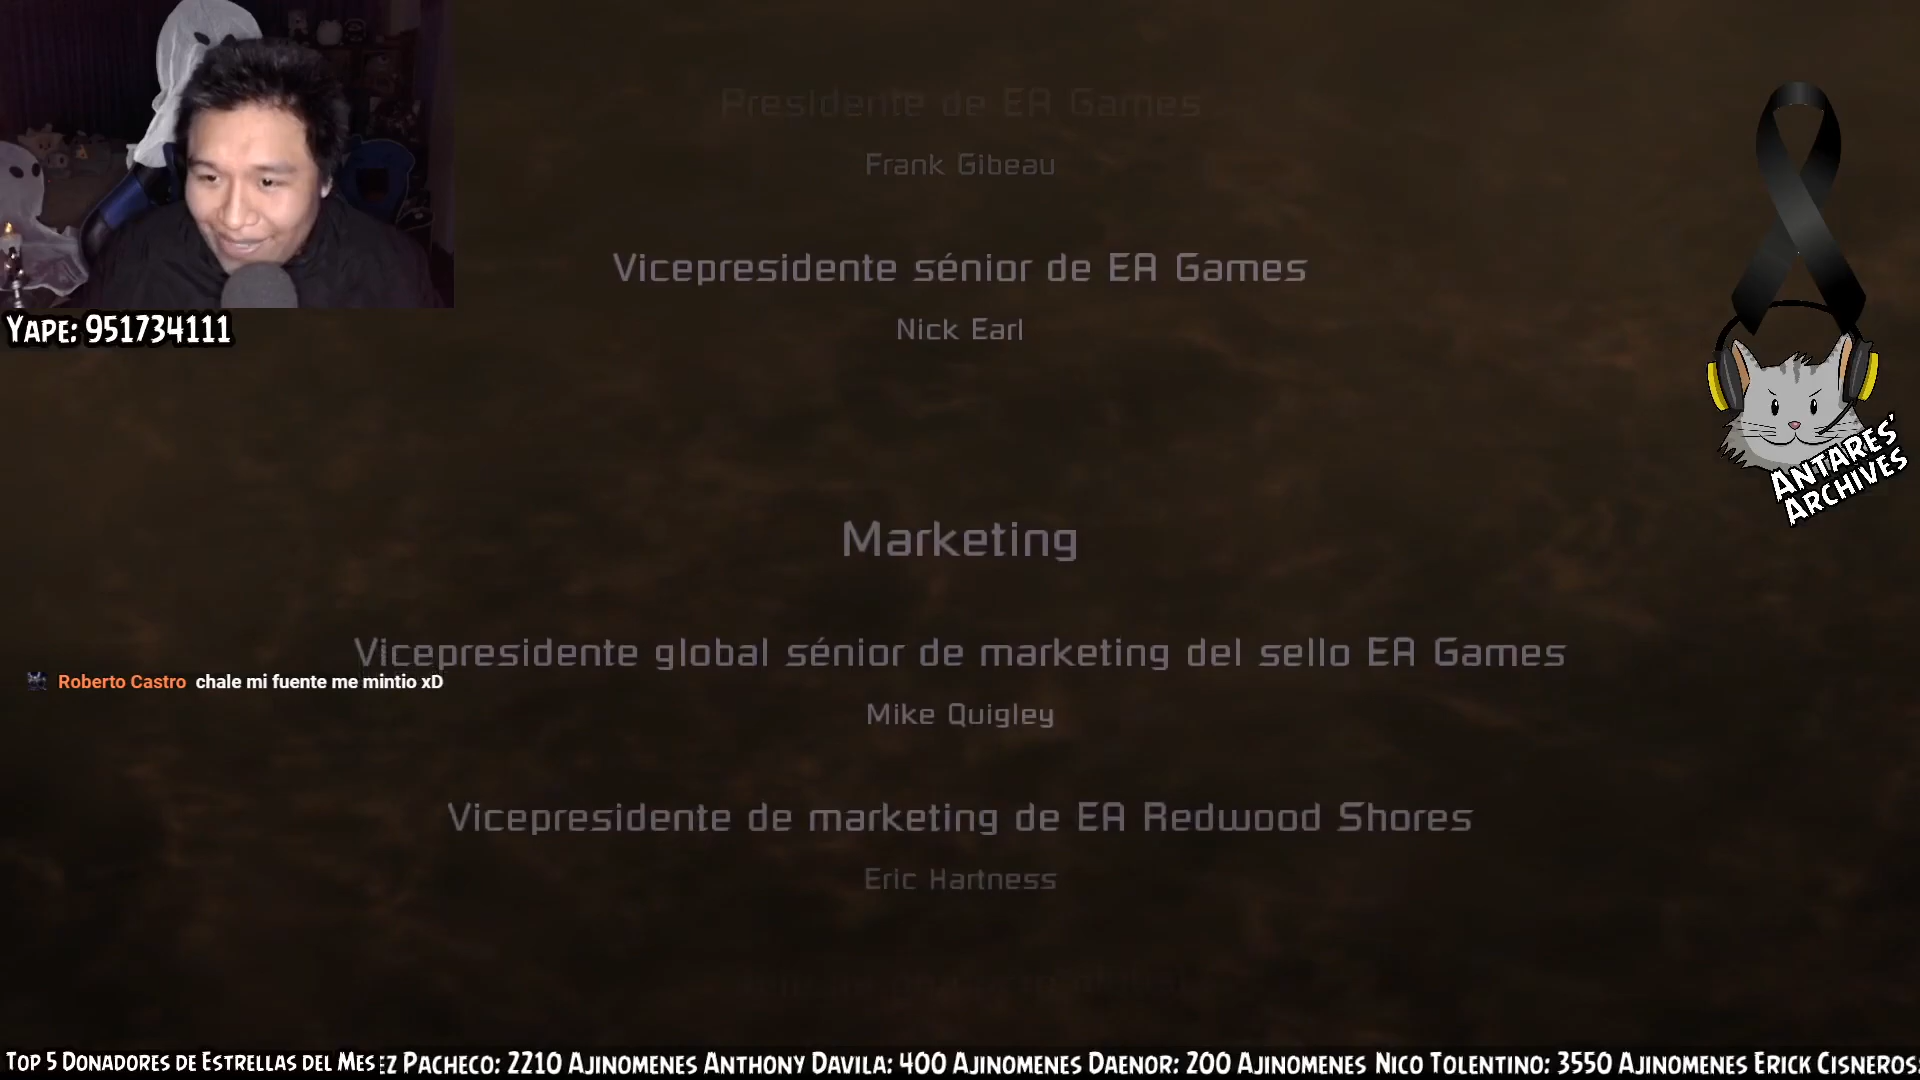 Presidente de EA Games
Frank Gibeau
Vicepresidente sénior de EA Games
Nick Earl
YAPE: 951734111
ANTARES'
ARCHIVES
Marketing
Vicepresidente global sénior de marketing del sello EA Games
Roberto Castro chale mi fuente me mintio xD
Mike Quigley
Vicepresidente de marketing de EA Redwood Shores
Eric Hartness
TOP 5 DONADORES DE ESTRELLAS DEL MES EZ PACHECO: 2210 AJINOMENES ANTHONY DAVILA: 400 AJINOMENES DAENOR: 200 AJINOMENES NICO TOLENTINO: 3550 AJINOMENES ERICK CISNEROS: